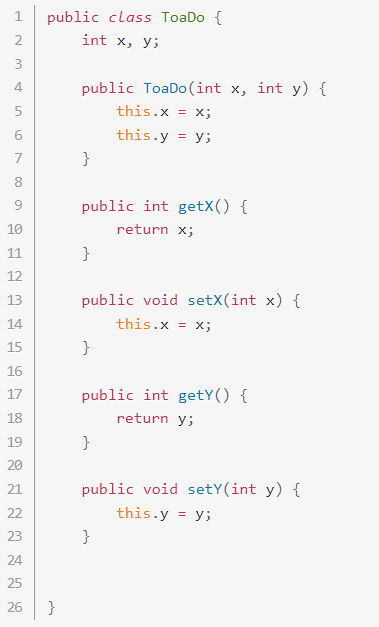 1 public class ToaDo {
2     int x, y;
3
4     public ToaDo(int x, int y) {
5         this.x = x;
6         this.y = y;
7     }
8
9     public int getX() {
10         return x;
11     }
12
13     public void setX(int x) {
14         this.x = x;
15     }
16
17     public int getY() {
18         return y;
19     }
20
21     public void setY(int y) {
22         this.y = y;
23     }
24
25
26 }